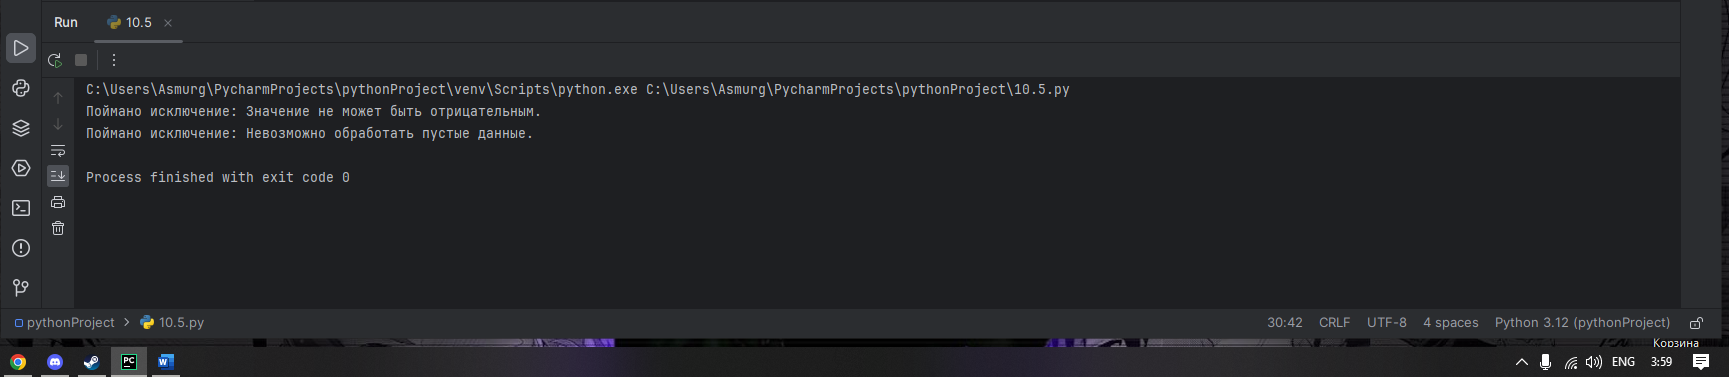 Run
10.5
C:\Users\Asmurg\PycharmProjects\pythonProject\venv\Scripts\python.exe C:\Users\Asmurg\PycharmProjects\pythonProject\10.5.py
Поймано исключение: Значение не может быть отрицательным.
Поймано исключение: Невозможно обработать пустые данные.
Process finished with exit code 0
pythonProject > 10.5.py
30:42 CRLF UTF-8 4 spaces Python 3.12 (pythonProject)
Корзина
PC W ENG 3:59